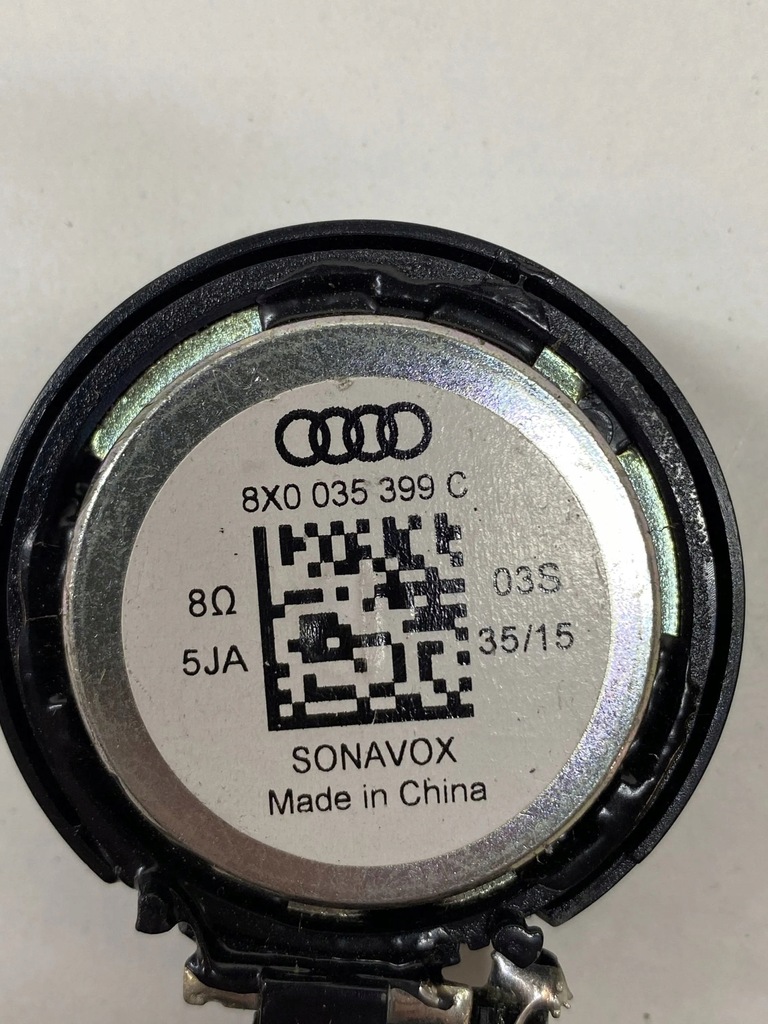 8X0 035 399 C
8Ω
03S
5JA
35/15
SONAVOX
Made in China